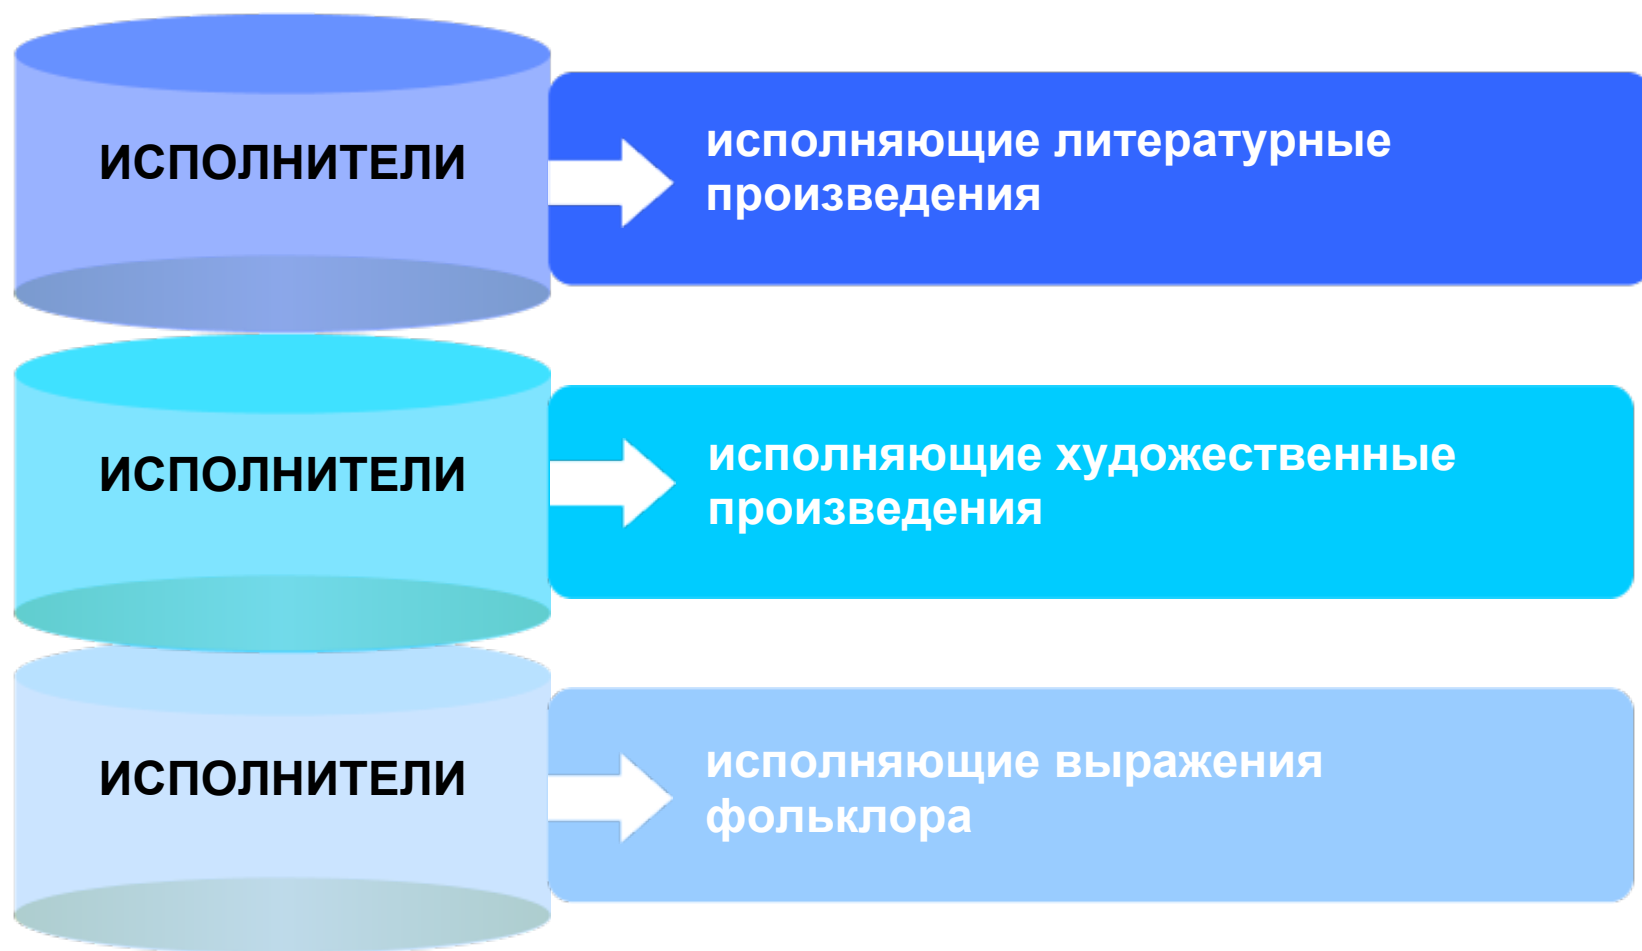 ИСПОЛНИТЕЛИ
исполняющие литературные
произведения
ИСПОЛНИТЕЛИ
исполняющие художественные
произведения
ИСПОЛНИТЕЛИ
исполняющие выражения
фольклора